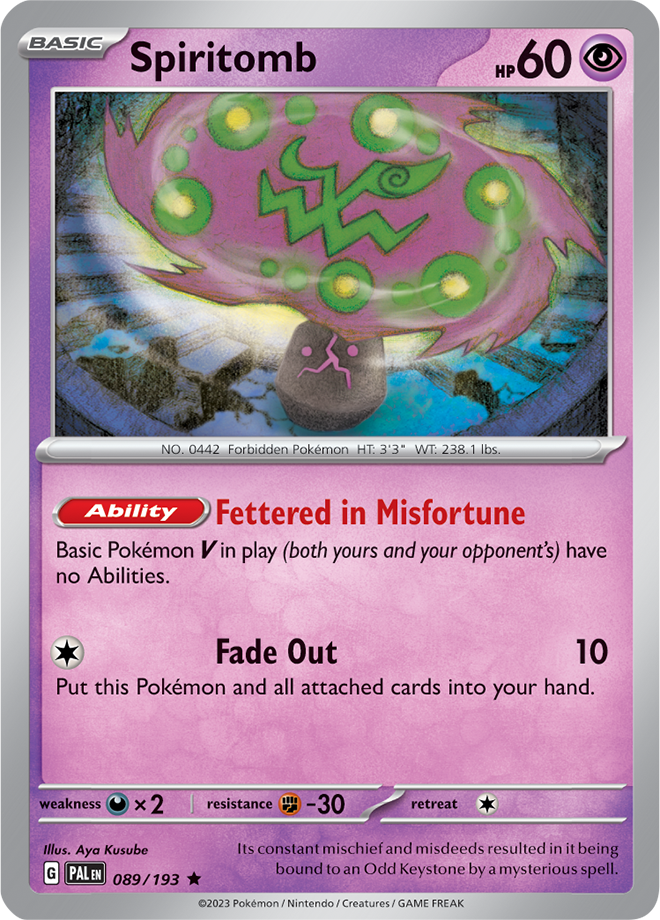 BASIC
Spiritomb
HP 60
NO. 0442 Forbidden Pokémon HT: 3'3" WT: 238.1 lbs.
Ability Fettered in Misfortune
Basic Pokémon V in play (both yours and your opponent's) have
no Abilities.
Fade Out 10
Put this Pokémon and all attached cards into your hand.
weakness ×2 resistance -30 retreat
Illus. Aya Kusube
G PAL EN 089/193 ★
Its constant mischief and misdeeds resulted in it being
bound to an Odd Keystone by a mysterious spell.
©2023 Pokémon / Nintendo / Creatures / GAME FREAK